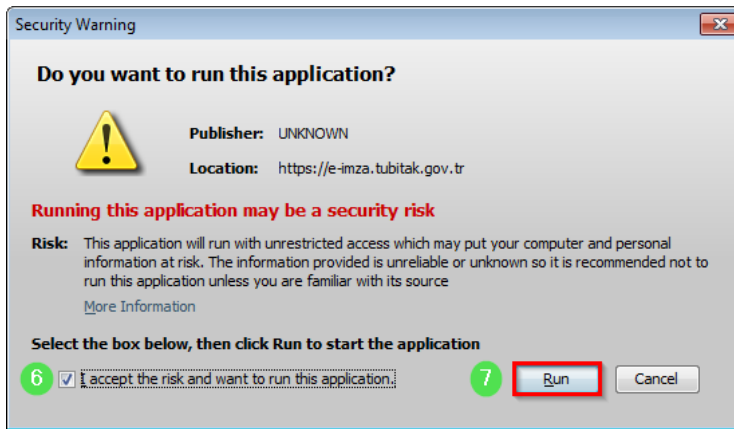 Security Warning
Do you want to run this application?
Publisher: UNKNOWN
Location: https://e-imza.tubitak.gov.tr
Running this application may be a security risk
Risk: This application will run with unrestricted access which may put your computer and personal
information at risk. The information provided is unreliable or unknown so it is recommended not to
run this application unless you are familiar with its source
More Information
Select the box below, then click Run to start the application
6 I accept the risk and want to run this application. 7 Run Cancel